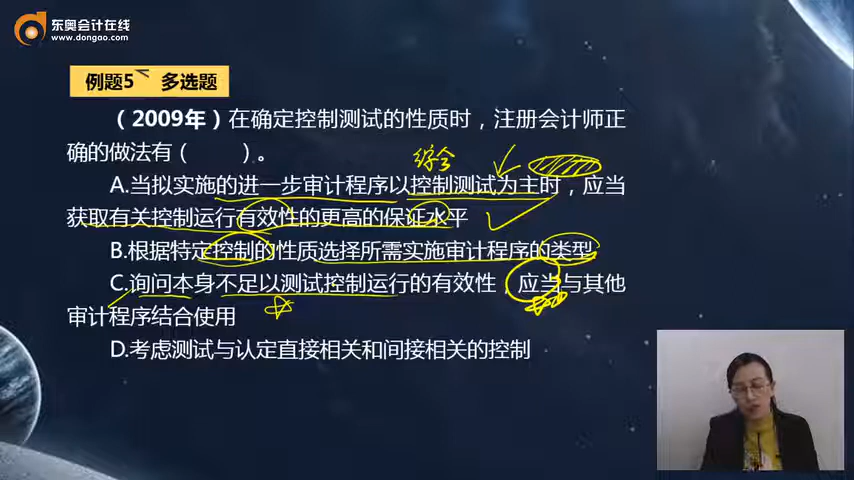 东奥会计在线
www.dongao.com
例题5 多选题
（2009年）在确定控制测试的性质时，注册会计师正
确的做法有（ ）。
综合
A.当拟实施的进一步审计程序以控制测试为主时，应当
获取有关控制运行有效性的更高的保证水平
B.根据特定控制的性质选择所需实施审计程序的类型
C.询问本身不足以测试控制运行的有效性，应当与其他
审计程序结合使用
D.考虑测试与认定直接相关和间接相关的控制